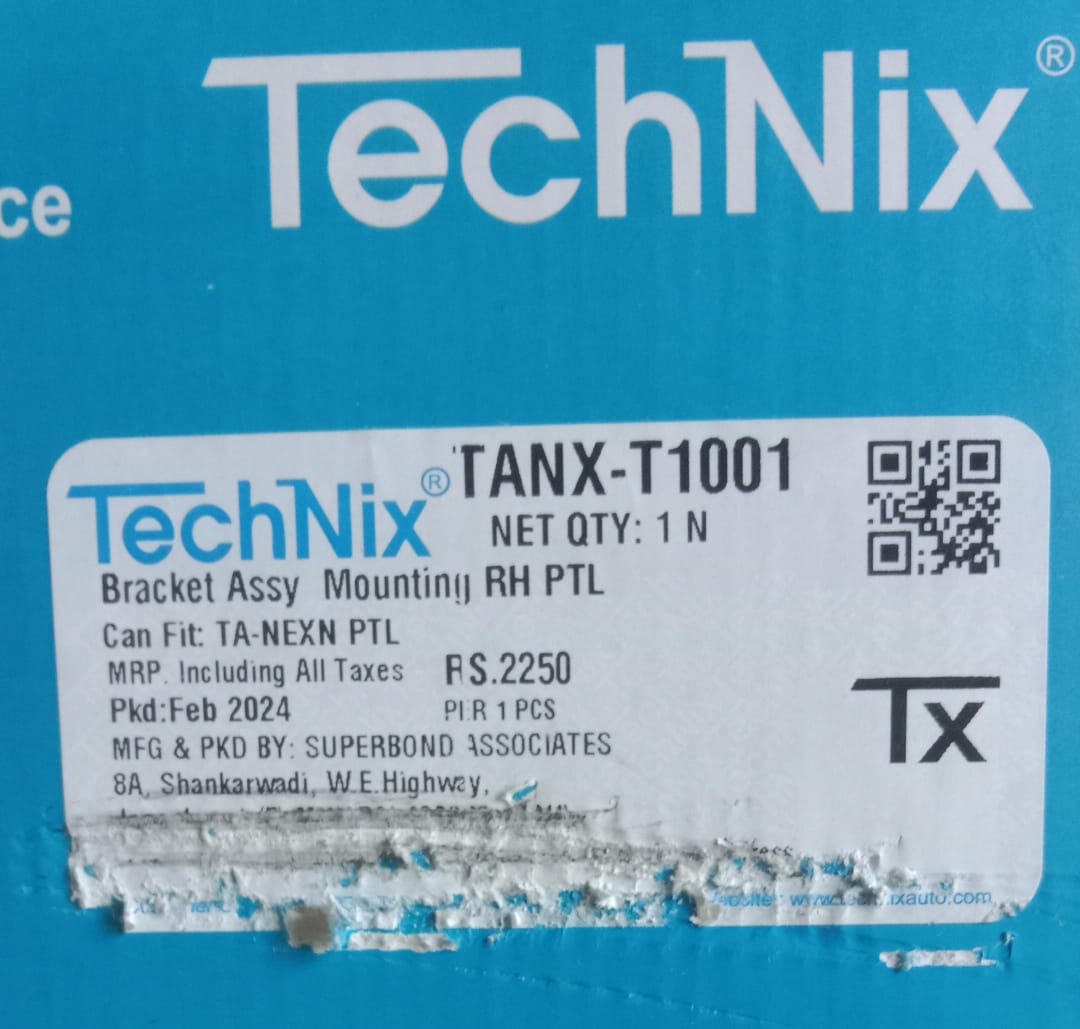 TechNix®
ce
TechNix® TANX-T1001
NET QTY: 1 N
Bracket Assy Mounting RH PTL
Can Fit: TA-NEXN PTL
MRP. Including All Taxes RS.2250
Pkd:Feb 2024 PER 1 PCS
Tx
MFG & PKD BY: SUPERBOND ASSOCIATES
8A, Shankarwadi, W.E.Highway,